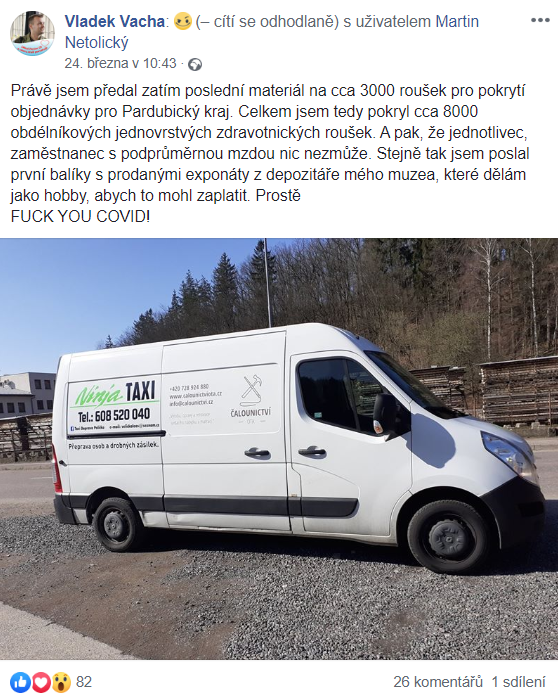 Vladek Vacha: (– cítí se odhodlaně) s uživatelem Martin
Netolický
24. března v 10:43 ·
Právě jsem předal zatím poslední materiál na cca 3000 roušek pro pokrytí
objednávky pro Pardubický kraj. Celkem jsem tedy pokryl cca 8000
obdélníkových jednovrstvých zdravotnických roušek. A pak, že jednotlivec,
zaměstnanec s podprůměrnou mzdou nic nezmůže. Stejně tak jsem poslal
první balíky s prodanými exponáty z depozitáře mého muzea, které dělám
jako hobby, abych to mohl zaplatit. Prostě
FUCK YOU COVID!
Ninja TAXI
Tel.: 608 520 040
Přeprava osob a drobných zásilek.
+420 728 924 880
www.calounictviota.cz
ČALOUNICTVÍ
82
26 komentářů 1 sdílení